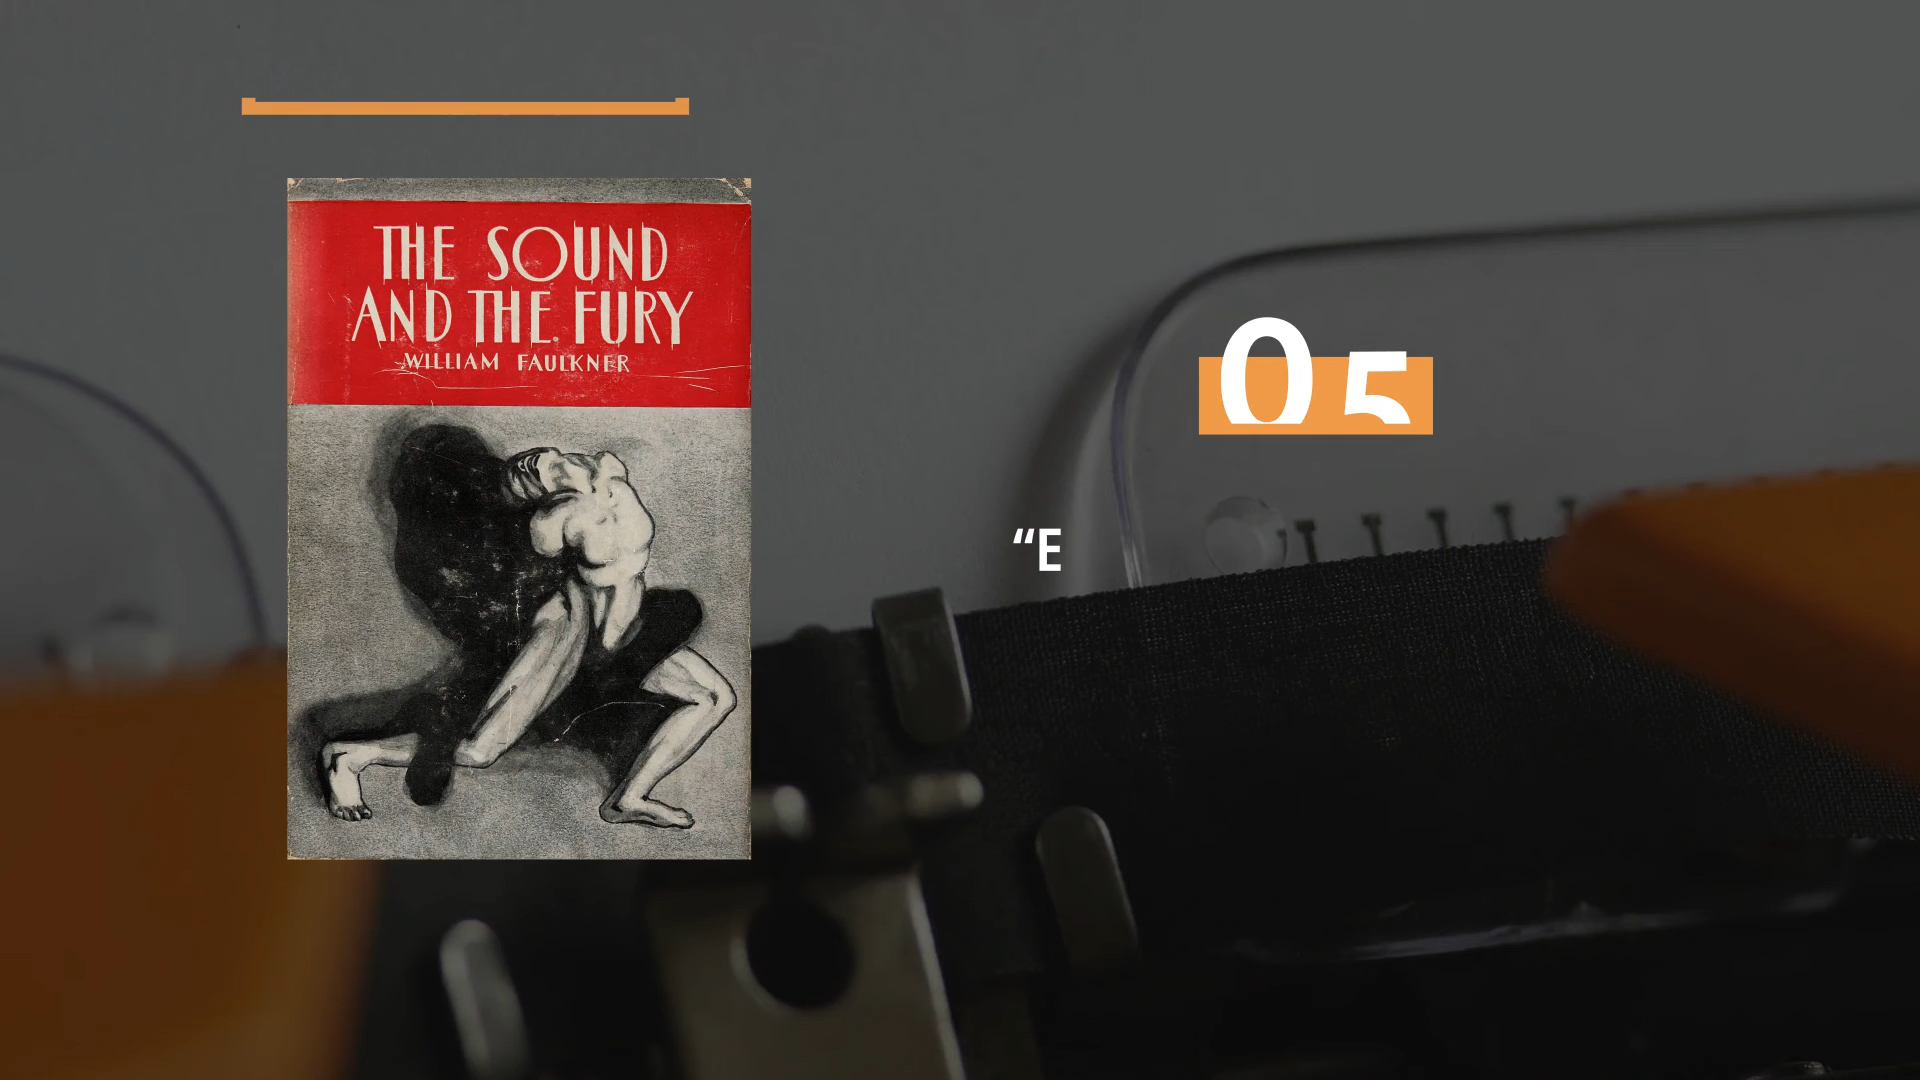 THE SOUND
AND THE FURY
WILLIAM FAULKNER
05
“E